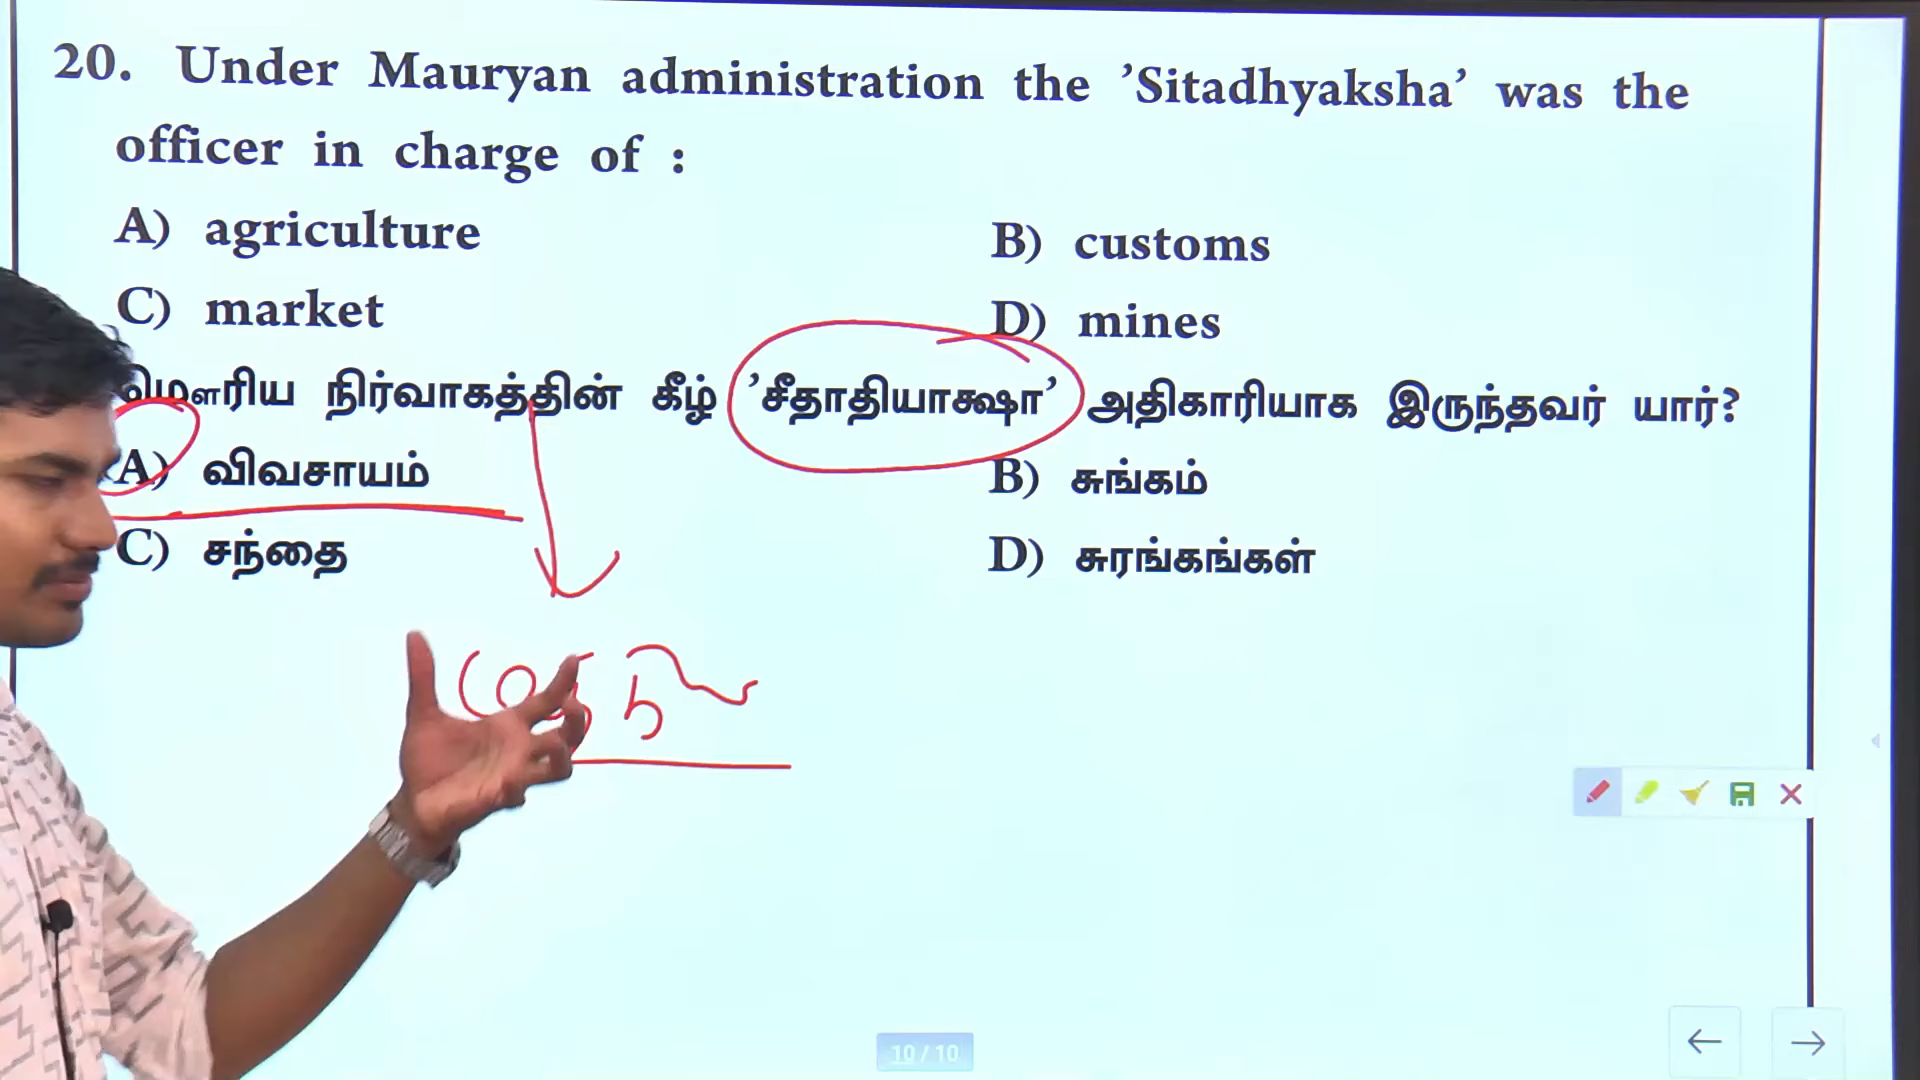 20. Under Mauryan administration the 'Sitadhyaksha' was the
officer in charge of :
A) agriculture
B) customs
C) market
D) mines
மௌரிய நிர்வாகத்தின் கீழ் 'சீதாதியாக்ஷா' அதிகாரியாக இருந்தவர் யார்?
A) விவசாயம்
B) சுங்கம்
C) சந்தை
D) சுரங்கங்கள்
10 / 10